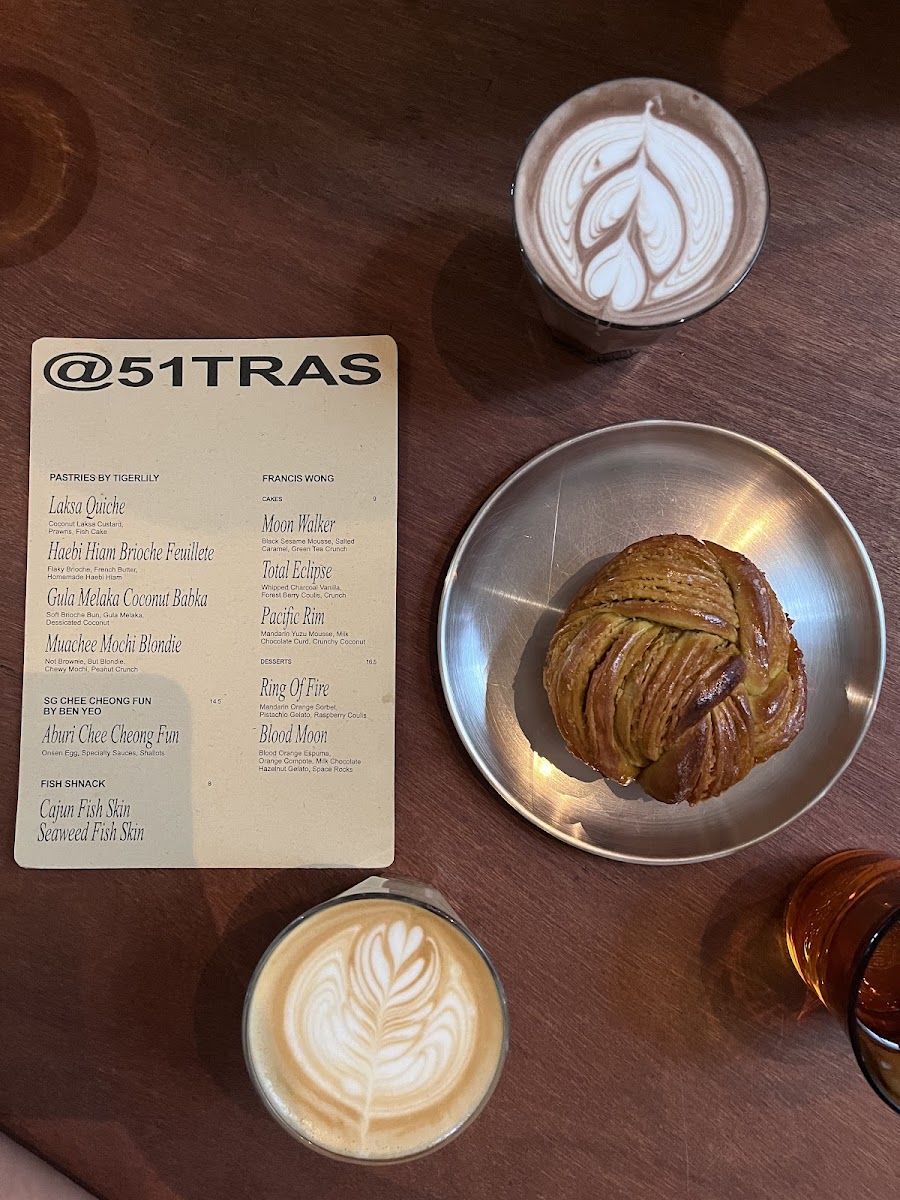 @51TRAS
PASTRIES BY TIGERLILY
Laksa Quiche
Coconut Laksa Custard,
Prawns, Fish Cake
Haebi Hiam Brioche Feuillete
Flaky Brioche, French Butter,
Homemade Haebi Hiam
Gula Melaka Coconut Babka
Soft Brioche Bun, Gula Melaka,
Dessicated Coconut
Muachee Mochi Blondie
Not Brownie, But Blondie.
Chewy Mochi, Peanut Crunch
SG CHEE CHEONG FUN 14.5
BY BEN YEO
Aburi Chee Cheong Fun
Onsen Egg, Specialty Sauces, Shallots
FISH SHNACK 8
Cajun Fish Skin
Seaweed Fish Skin
FRANCIS WONG
CAKES 9
Moon Walker
Black Sesame Mousse, Salted
Caramel, Green Tea Crunch
Total Eclipse
Whipped Charcoal Vanilla,
Forest Berry Coulis, Crunch
Pacific Rim
Mandarin Yuzu Mousse, Milk
Chocolate Curd, Crunchy Coconut
DESSERTS 16.5
Ring Of Fire
Mandarin Orange Sorbet,
Pistachio Gelato, Raspberry Coulis
Blood Moon
Blood Orange Espuma,
Orange Compote, Milk Chocolate
Hazelnut Gelato, Space Rocks